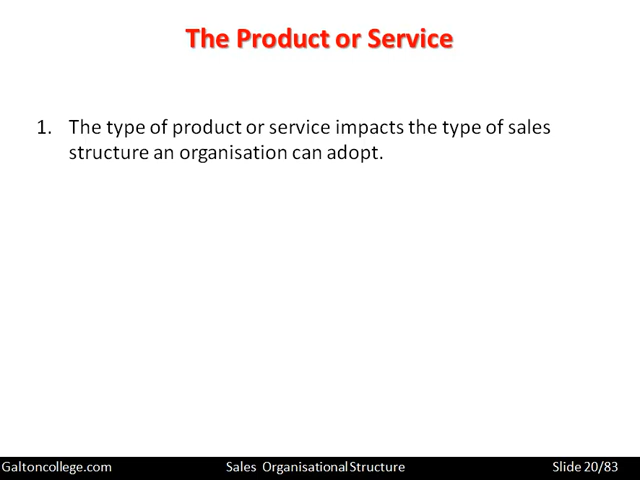 The Product or Service
1. The type of product or service impacts the type of sales
structure an organisation can adopt.
Galtoncollege.com Sales Organisational Structure Slide 20/83